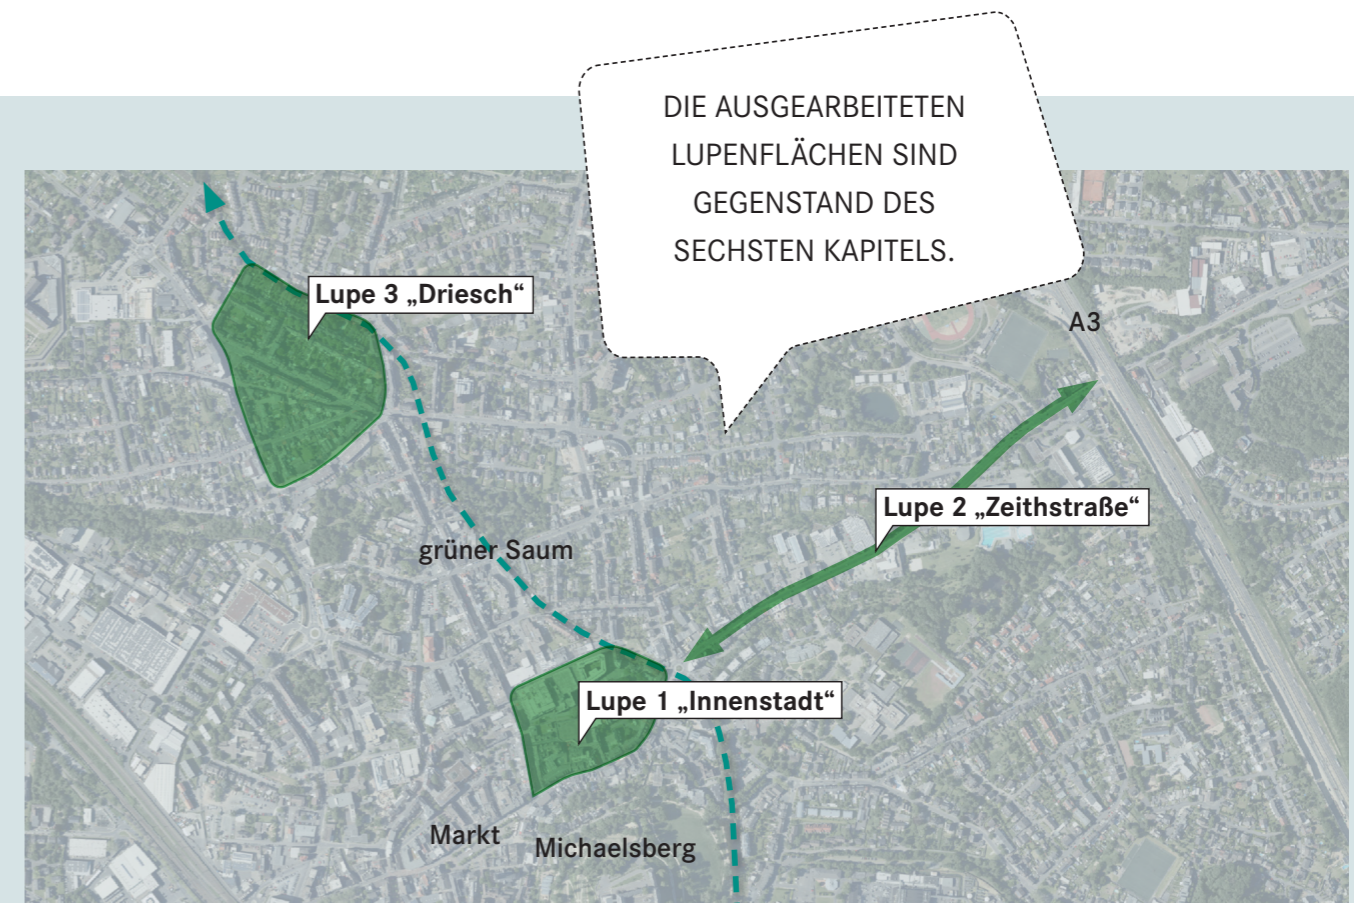 DIE AUSGEARBEITETEN
LUPENFLÄCHEN SIND
GEGENSTAND DES
SECHSTEN KAPITELS.
Lupe 3 „Driesch“
A3
Lupe 2 „Zeithstraße“
grüner Saum
Lupe 1 „Innenstadt“
Markt
Michaelsberg